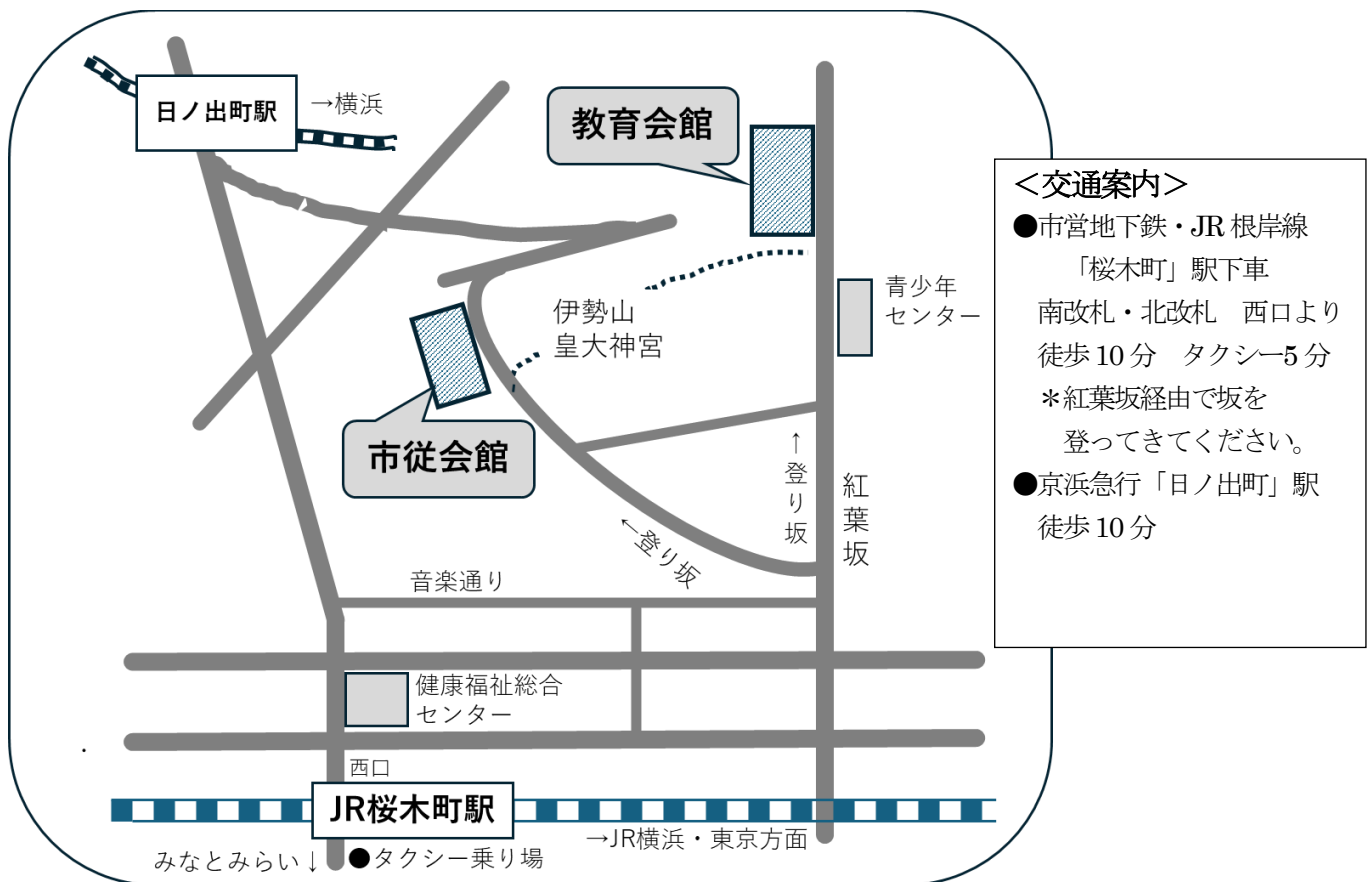 日ノ出町駅
→横浜
教育会館
伊勢山
皇大神宮
青少年
センター
市従会館
←登り坂
←登り坂
紅葉坂
音楽通り
健康福祉総合
センター
西口
JR桜木町駅
→JR横浜・東京方面
みなとみらい↓
●タクシー乗り場
＜交通案内＞
●市営地下鉄・JR根岸線
「桜木町」駅下車
南改札・北改札　西口より
徒歩10分　タクシー5分
＊紅葉坂経由で坂を
登ってきてください。
●京浜急行「日ノ出町」駅
徒歩10分